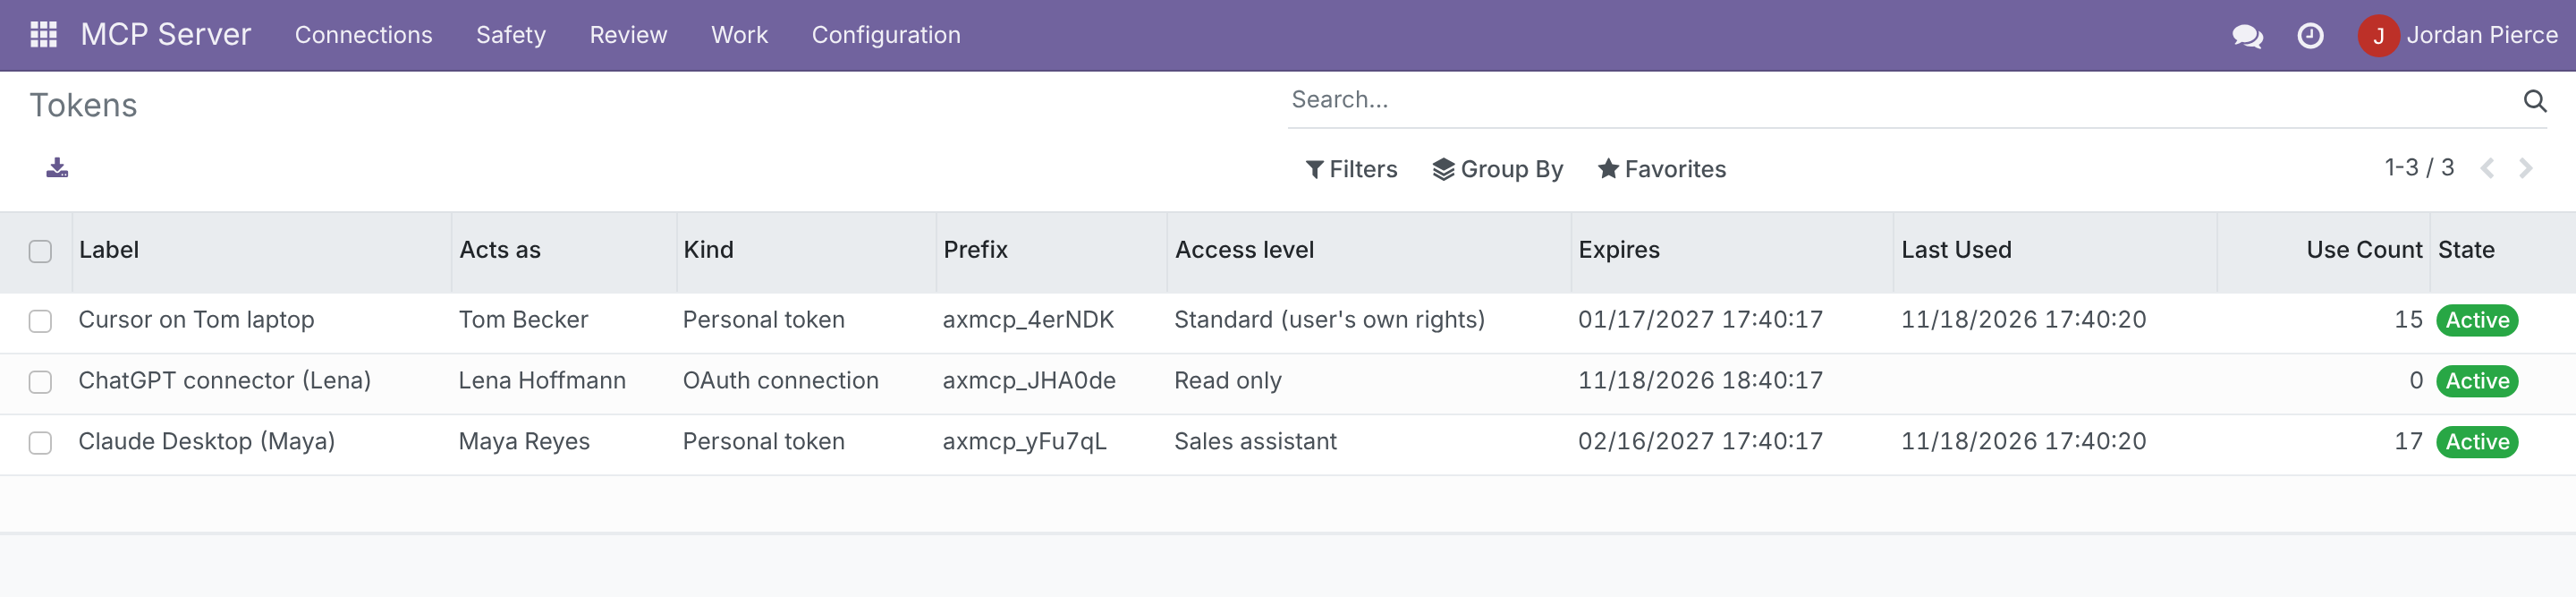 MCP Server Connections Safety Review Work Configuration J Jordan Pierce
Tokens Search...
Filters Group By Favorites 1-3 / 3
Label Acts as Kind Prefix Access level Expires Last Used Use Count State
Cursor on Tom laptop Tom Becker Personal token axmcp_4erNDK Standard (user's own rights) 01/17/2027 17:40:17 11/18/2026 17:40:20 15 Active
ChatGPT connector (Lena) Lena Hoffmann OAuth connection axmcp_JHA0de Read only 11/18/2026 18:40:17 0 Active
Claude Desktop (Maya) Maya Reyes Personal token axmcp_yFu7qL Sales assistant 02/16/2027 17:40:17 11/18/2026 17:40:20 17 Active